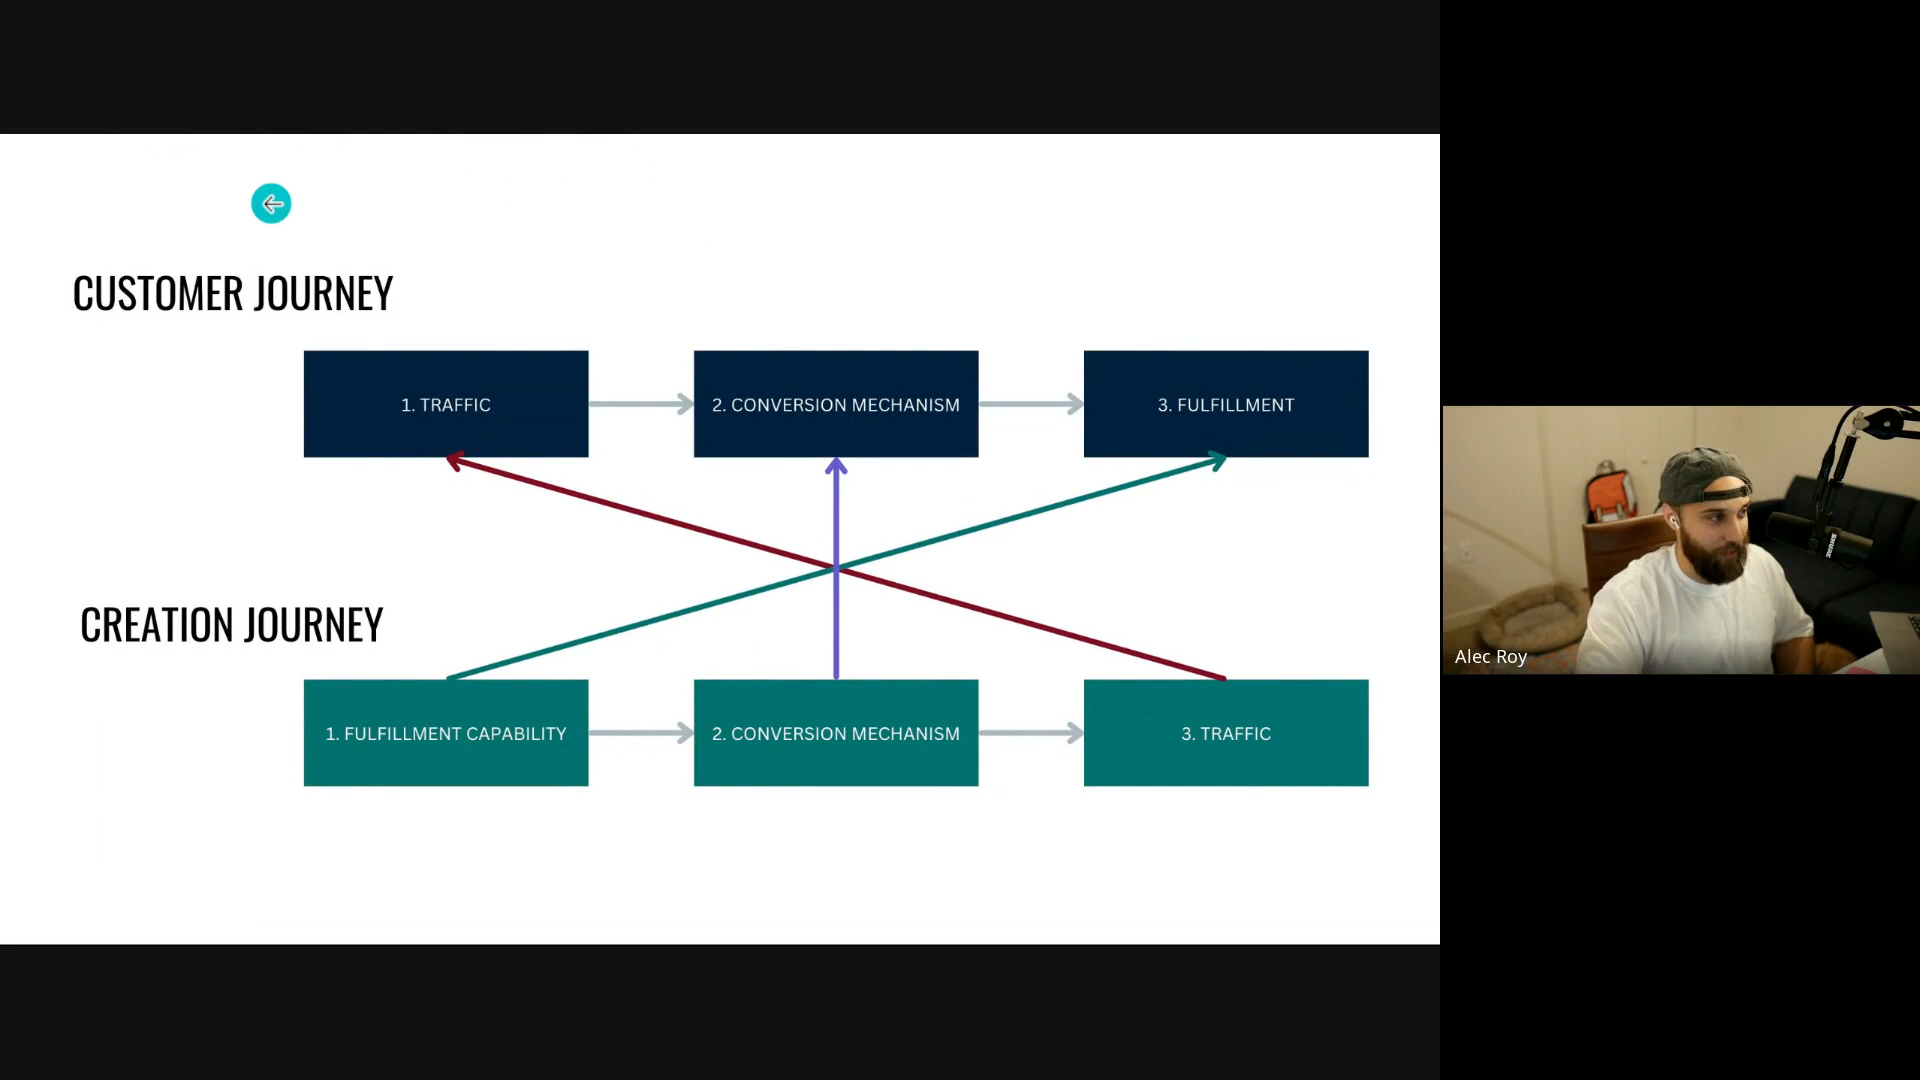 CUSTOMER JOURNEY
1. TRAFFIC
2. CONVERSION MECHANISM
3. FULFILLMENT
CREATION JOURNEY
1. FULFILLMENT CAPABILITY
2. CONVERSION MECHANISM
3. TRAFFIC
SHURE
Alec Roy